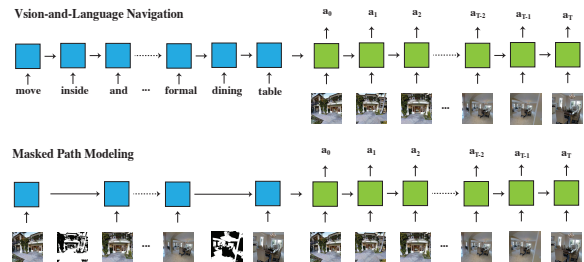 Vsion-and-Language Navigation
a0 a1 a2 aT-2 aT-1 aT
... ...
move inside and ... formal dining table
Masked Path Modeling
a0 a1 a2 aT-2 aT-1 aT
... ...